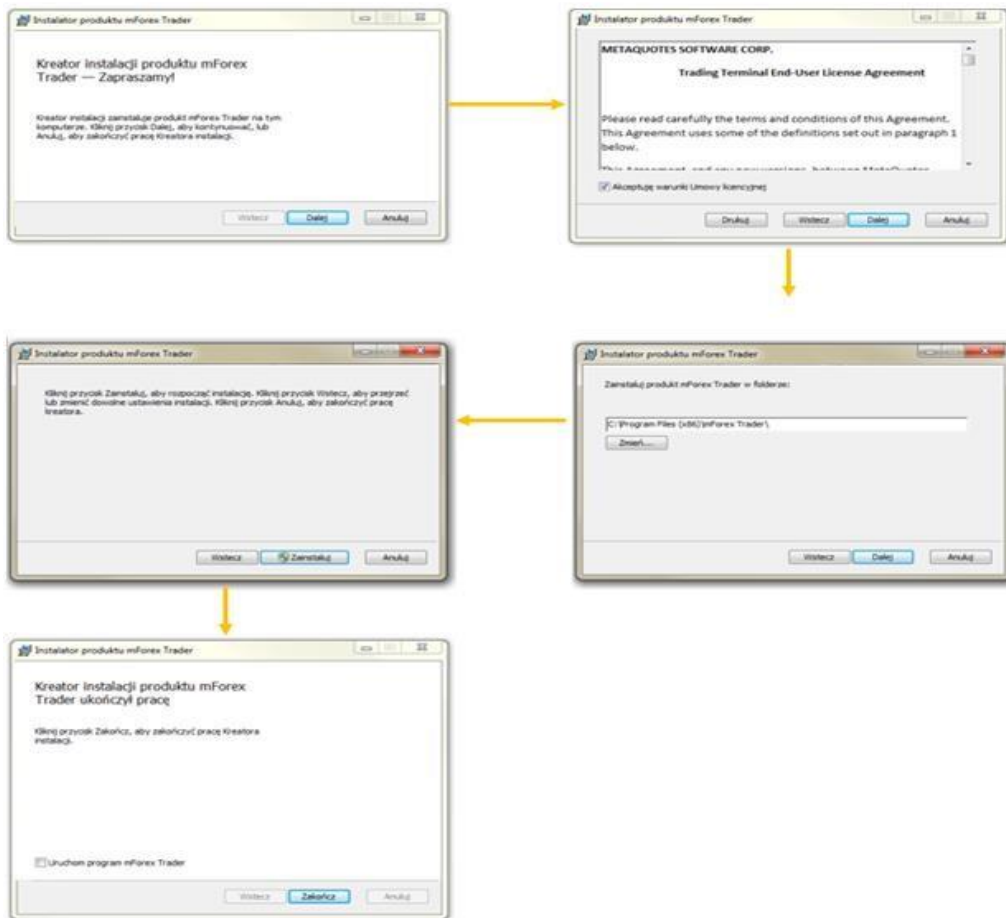 Instalator produktu mForex Trader
Kreator instalacji produktu mForex
Trader — Zapraszamy!
Kreator instalacji zainstaluje produkt mForex Trader na tym
komputerze. Kliknij przycisk Dalej, aby kontynuować, lub
Anuluj, aby zakończyć pracę Kreatora instalacji.
Wstecz Dalej Anuluj
Instalator produktu mForex Trader
METAQUOTES SOFTWARE CORP.
Trading Terminal End-User License Agreement
Please read carefully the terms and conditions of this Agreement.
This Agreement uses some of the definitions set out in paragraph 1
below.
This Agreement, and any new versions, between MetaQuotes
Akceptuję warunki Umowy licencyjnej
Drukuj Wstecz Dalej Anuluj
Instalator produktu mForex Trader
Zainstaluj produkt mForex Trader w folderze:
C:\Program Files (x86)\mForex Trader\
Zmień...
Wstecz Dalej Anuluj
Instalator produktu mForex Trader
Kliknij przycisk Zainstaluj, aby rozpocząć instalację. Kliknij przycisk Wstecz, aby przejrzeć
lub zmienić dowolne ustawienia instalacji. Kliknij przycisk Anuluj, aby zakończyć pracę
kreatora.
Wstecz Zainstaluj Anuluj
Instalator produktu mForex Trader
Kreator instalacji produktu mForex
Trader ukończył pracę
Kliknij przycisk Zakończ, aby zakończyć pracę Kreatora
instalacji.
Uruchom program mForex Trader
Wstecz Zakończ Anuluj